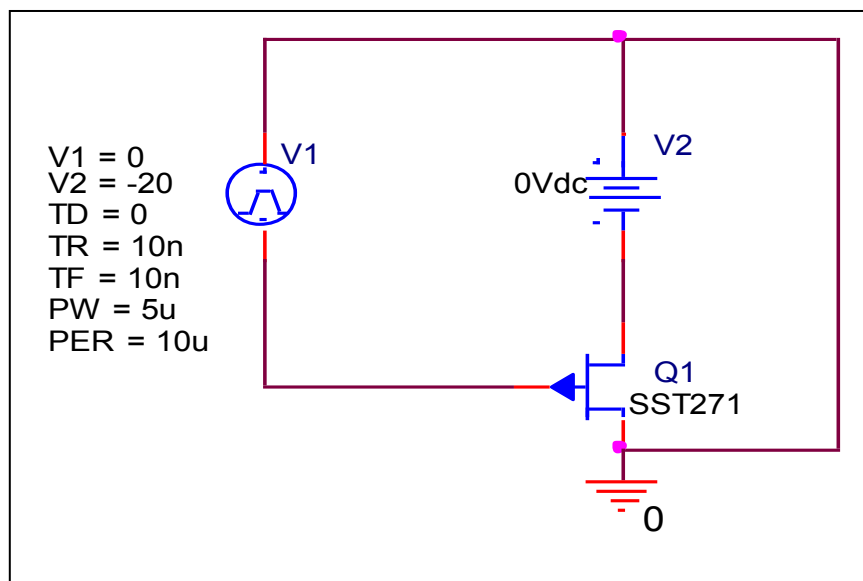 V1
V1 = 0
V2 = -20
TD = 0
TR = 10n
TF = 10n
PW = 5u
PER = 10u
V2
0Vdc
Q1
SST271
0